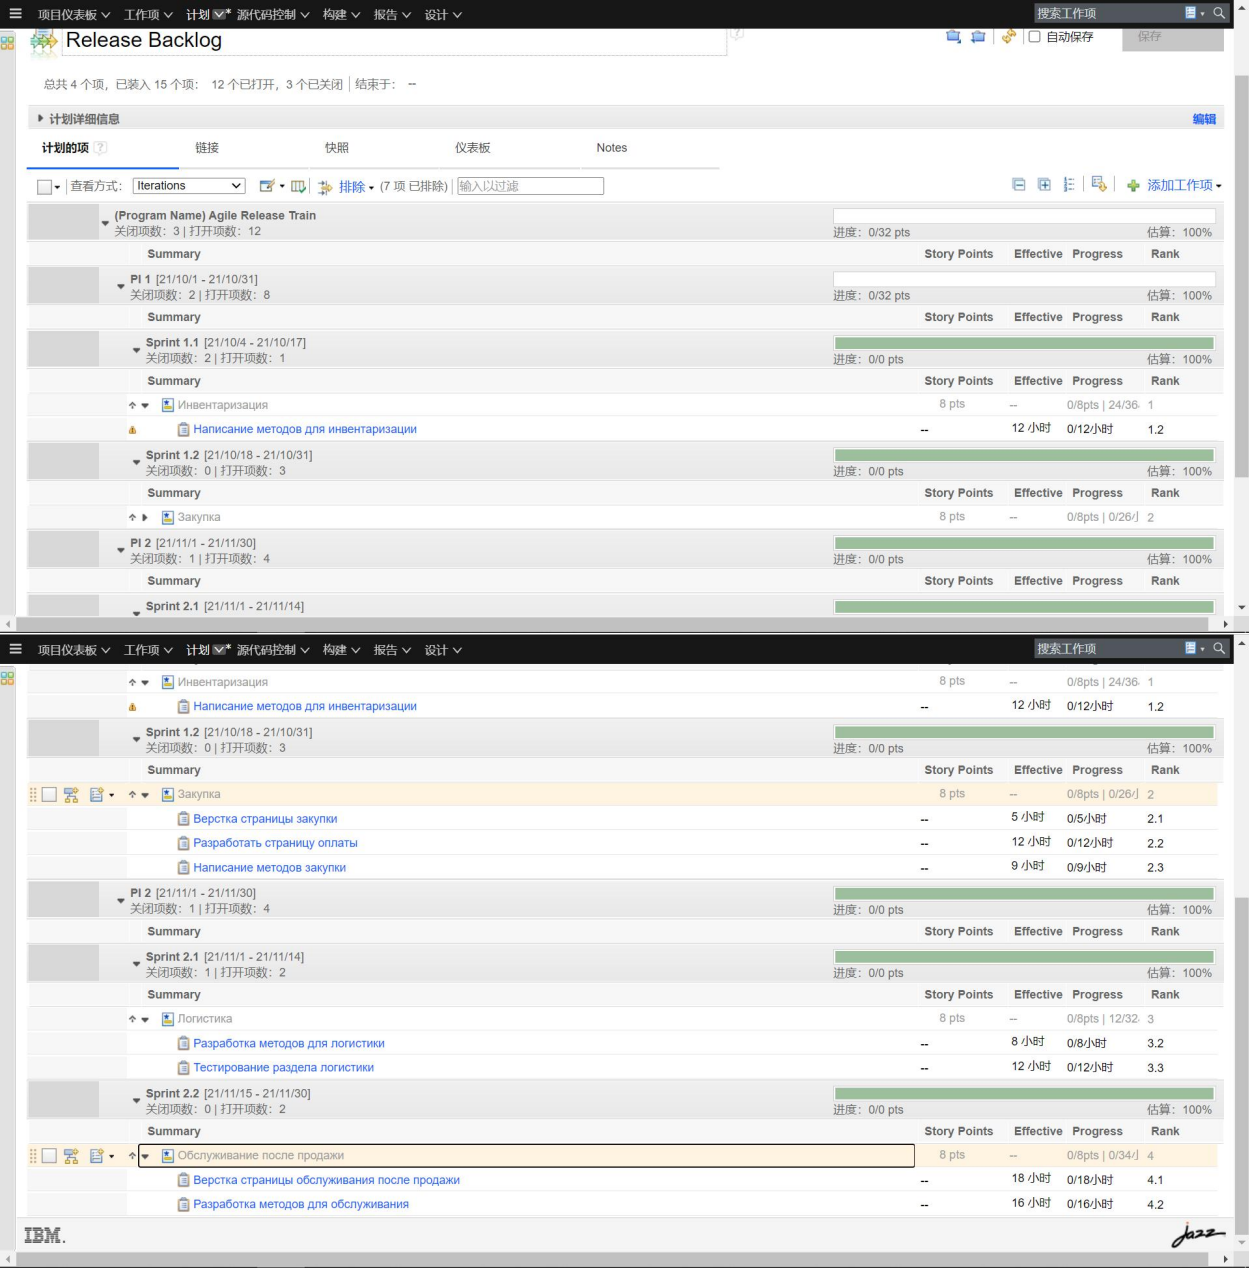 项目仪表板 工作项 计划 * 源代码控制 构建 报告 设计 搜索工作项
Release Backlog ? 自动保存 保存
总共 4 个项，已装入 15 个项： 12 个已打开，3 个已关闭 | 结束于： --
计划详细信息 编辑
计划的项 ? 链接 快照 仪表板 Notes
查看方式： Iterations 排除 (7 项 已排除) 输入以过滤 添加工作项
(Program Name) Agile Release Train
关闭项数：3 | 打开项数：12 进度：0/32 pts 估算：100%
Summary Story Points Effective Progress Rank
PI 1 [21/10/1 - 21/10/31]
关闭项数：2 | 打开项数：8 进度：0/32 pts 估算：100%
Summary Story Points Effective Progress Rank
Sprint 1.1 [21/10/4 - 21/10/17]
关闭项数：2 | 打开项数：1 进度：0/0 pts 估算：100%
Summary Story Points Effective Progress Rank
Инвентаризация 8 pts -- 0/8pts | 24/36 1
Написание методов для инвентаризации -- 12 小时 0/12小时 1.2
Sprint 1.2 [21/10/18 - 21/10/31]
关闭项数：0 | 打开项数：3 进度：0/0 pts 估算：100%
Summary Story Points Effective Progress Rank
Закупка 8 pts -- 0/8pts | 0/26 2
PI 2 [21/11/1 - 21/11/30]
关闭项数：1 | 打开项数：4 进度：0/0 pts 估算：100%
Summary Story Points Effective Progress Rank
Sprint 2.1 [21/11/1 - 21/11/14]
项目仪表板 工作项 计划 * 源代码控制 构建 报告 设计 搜索工作项
Инвентаризация 8 pts -- 0/8pts | 24/36 1
Написание методов для инвентаризации -- 12 小时 0/12小时 1.2
Sprint 1.2 [21/10/18 - 21/10/31]
关闭项数：0 | 打开项数：3 进度：0/0 pts 估算：100%
Summary Story Points Effective Progress Rank
Закупка 8 pts -- 0/8pts | 0/26 2
Верстка страницы закупки -- 5 小时 0/5小时 2.1
Разработать страницу оплаты -- 12 小时 0/12小时 2.2
Написание методов закупки -- 9 小时 0/9小时 2.3
PI 2 [21/11/1 - 21/11/30]
关闭项数：1 | 打开项数：4 进度：0/0 pts 估算：100%
Summary Story Points Effective Progress Rank
Sprint 2.1 [21/11/1 - 21/11/14]
关闭项数：1 | 打开项数：2 进度：0/0 pts 估算：100%
Summary Story Points Effective Progress Rank
Логистика 8 pts -- 0/8pts | 12/32 3
Разработка методов для логистики -- 8 小时 0/8小时 3.2
Тестирование раздела логистики -- 12 小时 0/12小时 3.3
Sprint 2.2 [21/11/15 - 21/11/30]
关闭项数：0 | 打开项数：2 进度：0/0 pts 估算：100%
Summary Story Points Effective Progress Rank
Обслуживание после продажи 8 pts -- 0/8pts | 0/34 4
Верстка страницы обслуживания после продажи -- 18 小时 0/18小时 4.1
Разработка методов для обслуживания -- 16 小时 0/16小时 4.2
IBM. jazz